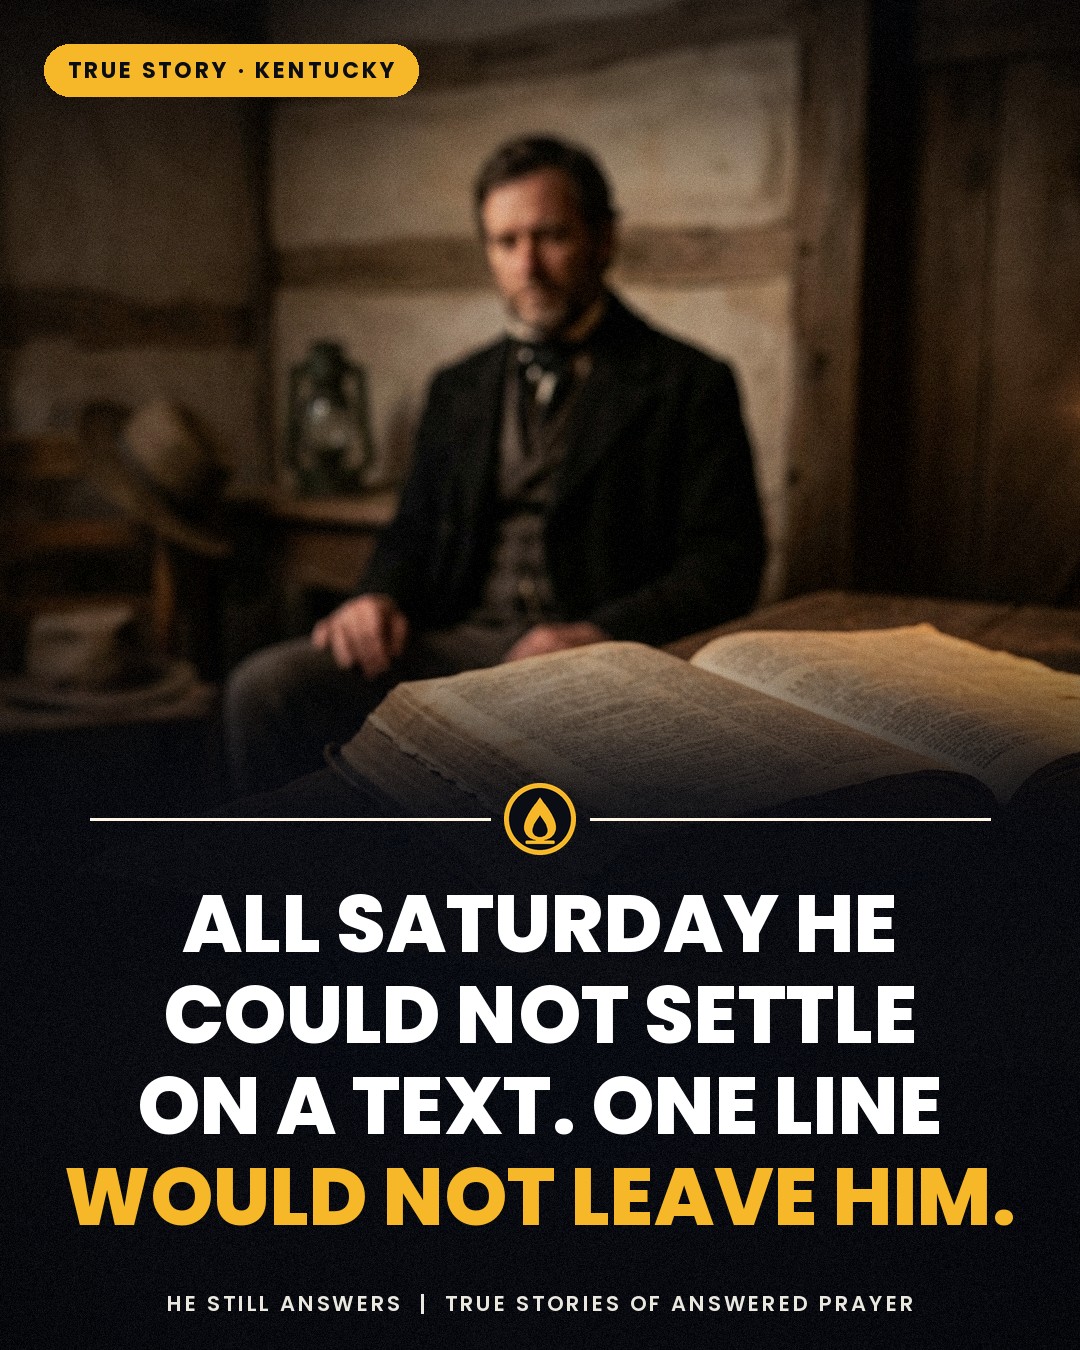 TRUE STORY · KENTUCKY
ALL SATURDAY HE
COULD NOT SETTLE
ON A TEXT. ONE LINE
WOULD NOT LEAVE HIM.
HE STILL ANSWERS | TRUE STORIES OF ANSWERED PRAYER